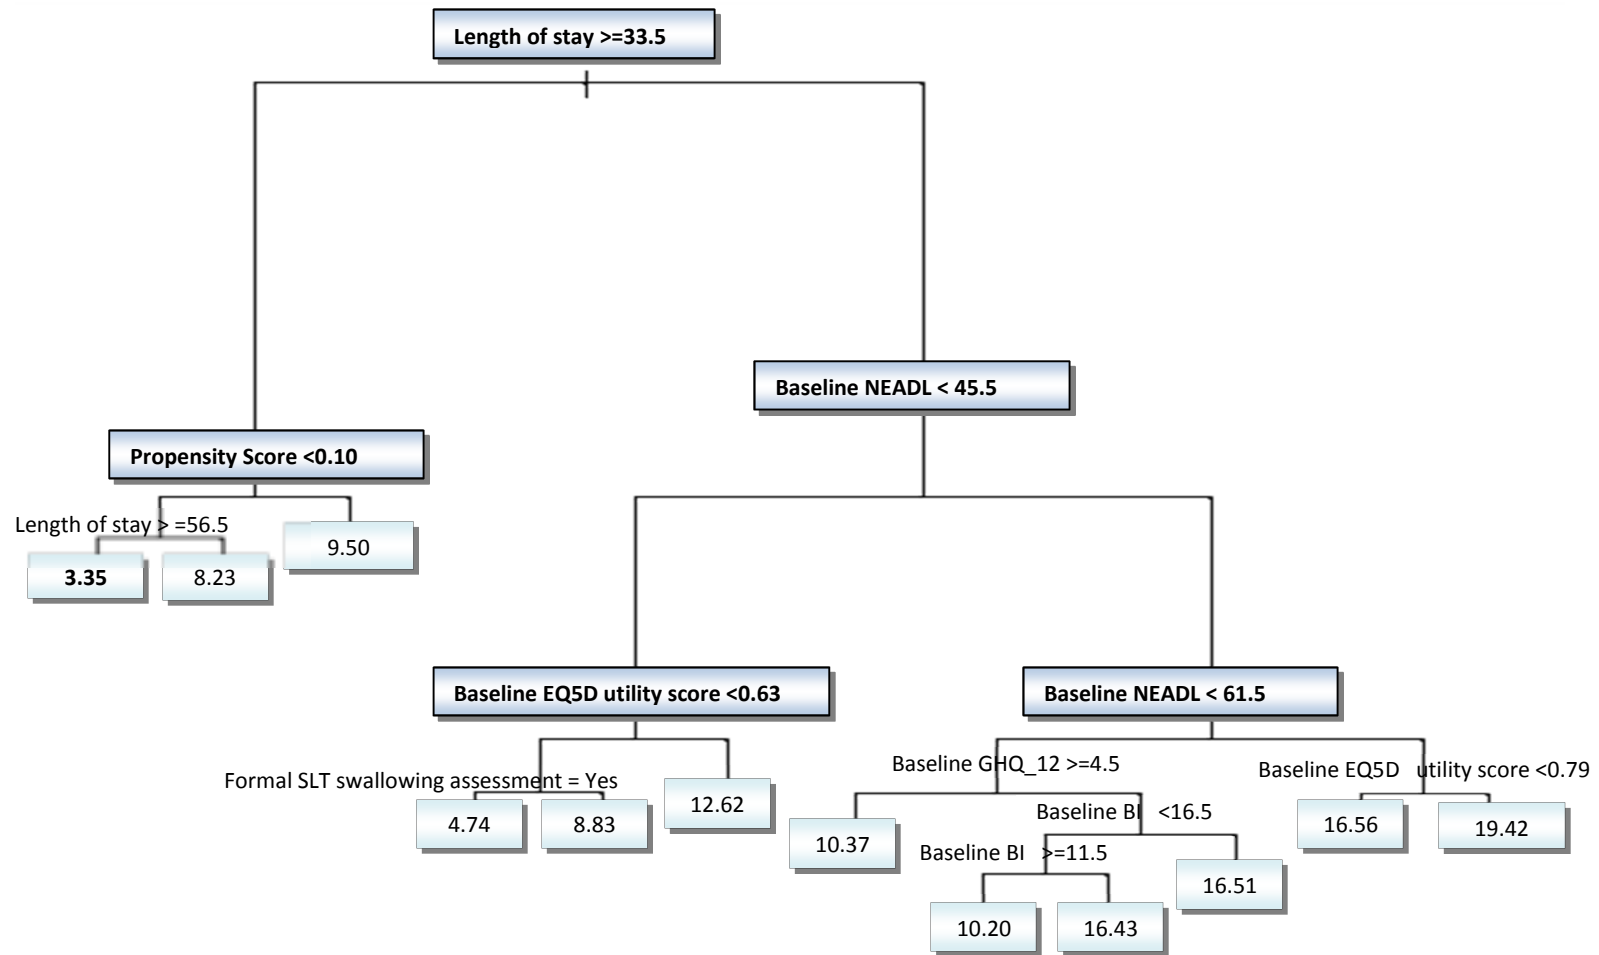 Length of stay >=33.5
Baseline NEADL < 45.5
Propensity Score <0.10
Length of stay > =56.5
9.50
3.35
8.23
Baseline EQ5D utility score <0.63
Baseline NEADL < 61.5
Formal SLT swallowing assessment = Yes
4.74
8.83
12.62
Baseline GHQ_12 >=4.5
Baseline EQ5D utility score <0.79
10.37
Baseline BI <16.5
16.56
19.42
Baseline BI >=11.5
16.51
10.20
16.43